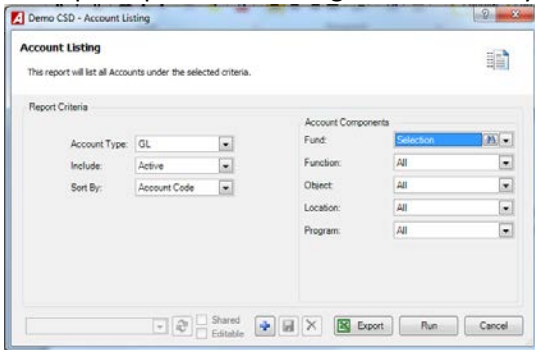 Demo CSD - Account Listing
Account Listing
This report will list all Accounts under the selected criteria.
Report Criteria
Account Type: GL
Include: Active
Sort By: Account Code
Account Components
Fund: Selection
Function: All
Object: All
Location: All
Program: All
Shared
Editable
Export
Run
Cancel